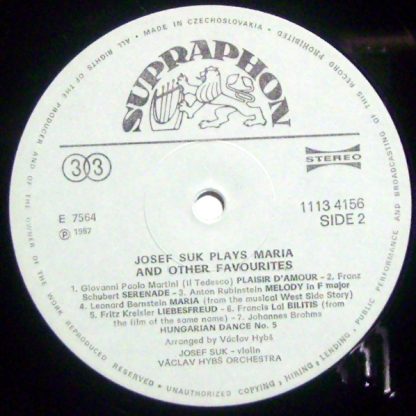 MADE IN CZECHOSLOVAKIA • ALL RIGHTS OF THE PRODUCER AND OF THE OWNER OF THE WORK REPRODUCED RESERVED • UNAUTHORIZED COPYING, HIRING, LENDING, PUBLIC PERFORMANCE AND BROADCASTING OF THIS RECORD PROHIBITED
SUPRAPHON
33
STEREO
E 7564
Ⓟ 1987
1113 4156
SIDE 2
JOSEF SUK PLAYS MARIA
AND OTHER FAVOURITES
1. Giovanni Paolo Martini (Il Tedesco) PLAISIR D'AMOUR - 2. Franz
Schubert SERENADE - 3. Anton Rubinstein MELODY in F major
4. Leonard Bernstein MARIA (from the musical West Side Story)
5. Fritz Kreisler LIEBESFREUD - 6. Francis Lai BILITIS (from
the film of the same name) - 7. Johannes Brahms
HUNGARIAN DANCE No. 5
Arranged by Václav Hybš
JOSEF SUK - violin
VÁCLAV HYBŠ ORCHESTRA